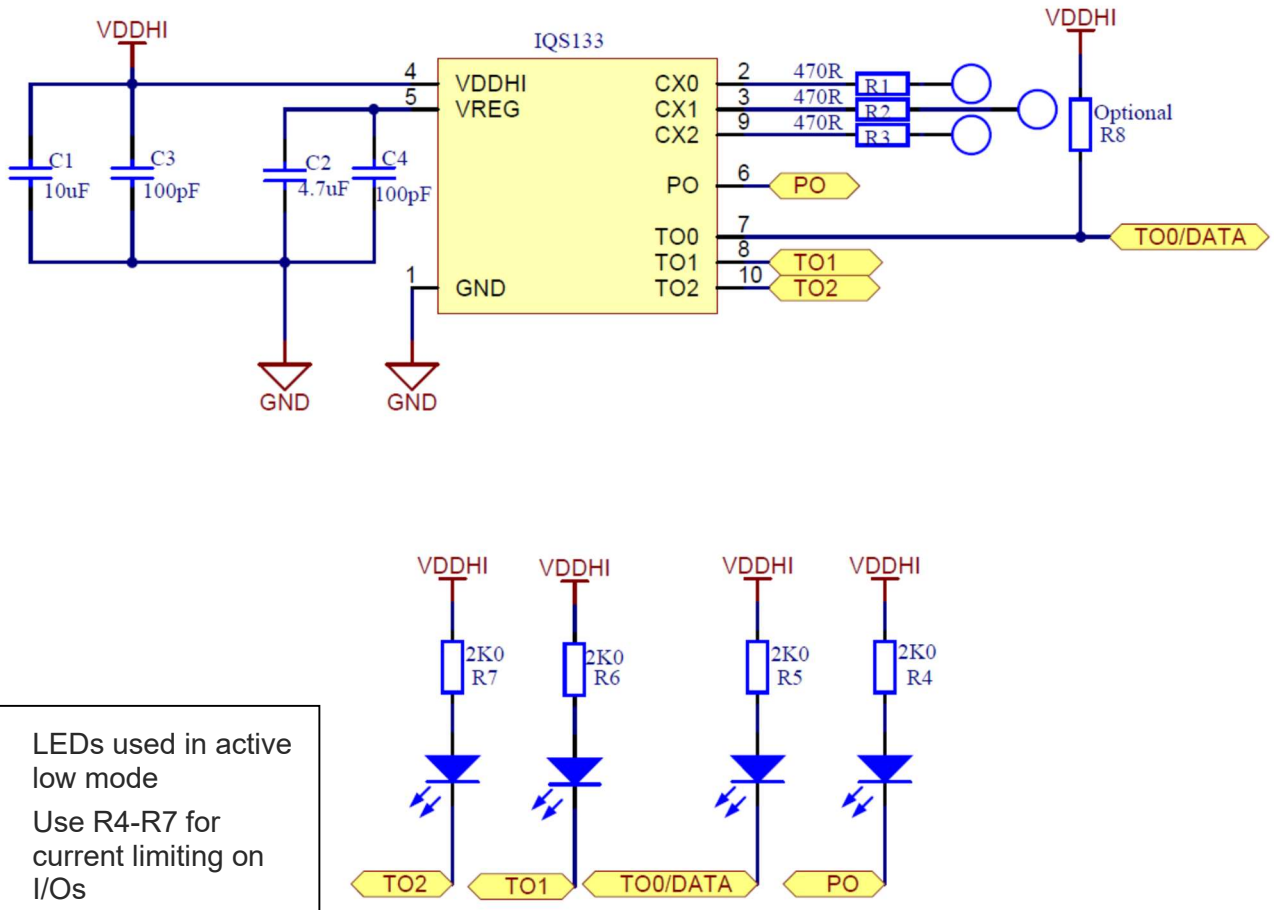 VDDHI
VDDHI
IQS133
4 VDDHI
5 VREG
1 GND
CX0 2 470R R1
CX1 3 470R R2
CX2 9 470R R3
PO 6 PO
TO0 7 TO0/DATA
TO1 8 TO1
TO2 10 TO2
Optional
R8
C1
10uF
C3
100pF
C2
4.7uF
C4
100pF
GND
GND
VDDHI
VDDHI
VDDHI
VDDHI
2K0
R7
2K0
R6
2K0
R5
2K0
R4
TO2
TO1
TO0/DATA
PO
LEDs used in active
low mode
Use R4-R7 for
current limiting on
I/Os